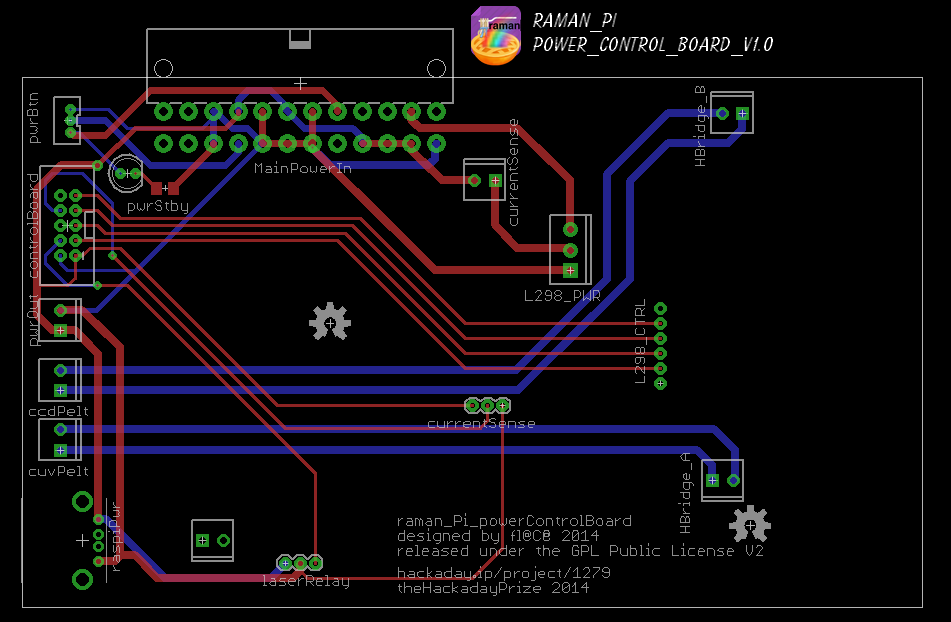 raman
RAMAN_PI
POWER_CONTROL_BOARD_V1.0
pwrBtn
HBridge_B
MainPowerIn
currentSense
pwrStby
controlBoard
L298_PWR
pwrOut
L298_CTRL
ccdPelt
currentSense
cuvPelt
HBridge_A
raspiPwr
raman_Pi_powerControlBoard
designed by fl@C@ 2014
released under the GPL Public License V2
laserRelay
hackaday.io/project/1279
theHackadayPrize 2014